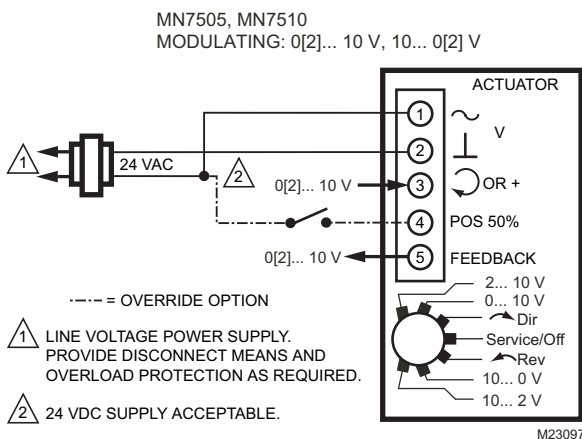 MN7505, MN7510
MODULATING: 0[2]... 10 V, 10... 0[2] V
ACTUATOR
1
V
1
2
24 VAC
2
0[2]... 10 V
3
OR +
4
POS 50%
0[2]... 10 V
5
FEEDBACK
2... 10 V
0... 10 V
Dir
Service/Off
Rev
10... 0 V
10... 2 V
= OVERRIDE OPTION
1 LINE VOLTAGE POWER SUPPLY.
PROVIDE DISCONNECT MEANS AND
OVERLOAD PROTECTION AS REQUIRED.
2 24 VDC SUPPLY ACCEPTABLE.
M23097